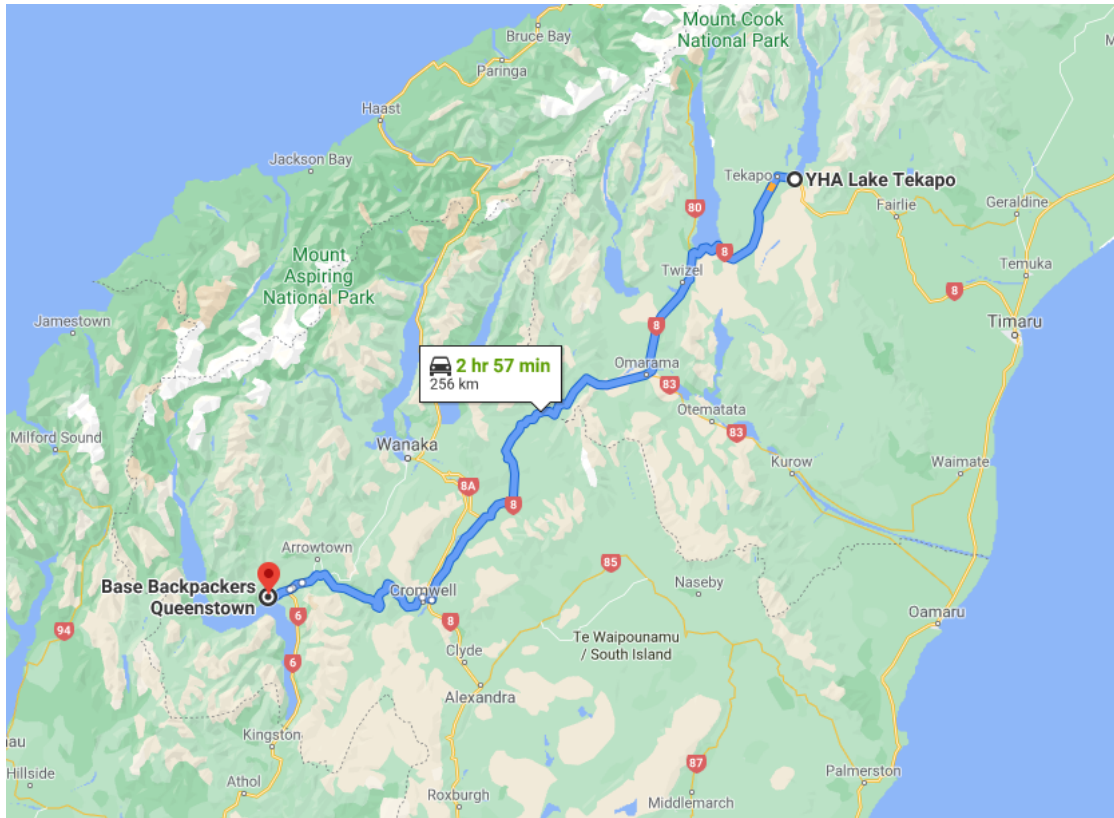 Mount Cook
National Park
Bruce Bay
Paringa
Haast
Jackson Bay
Tekapo
YHA Lake Tekapo
Fairlie
Geraldine
80
8
Temuka
Mount
Aspiring
National Park
Twizel
8
Timaru
Jamestown
8
2 hr 57 min
256 km
Omarama
83
Otematata
83
Milford Sound
Wanaka
Kurow
Waimate
8A
8
Arrowtown
85
Base Backpackers
Queenstown
Cromwell
Naseby
Oamaru
6
94
8
Te Waipounamu
/ South Island
Clyde
6
Alexandra
Kingston
au
Hillside
Athol
87
Palmerston
Roxburgh
Middlemarch
M